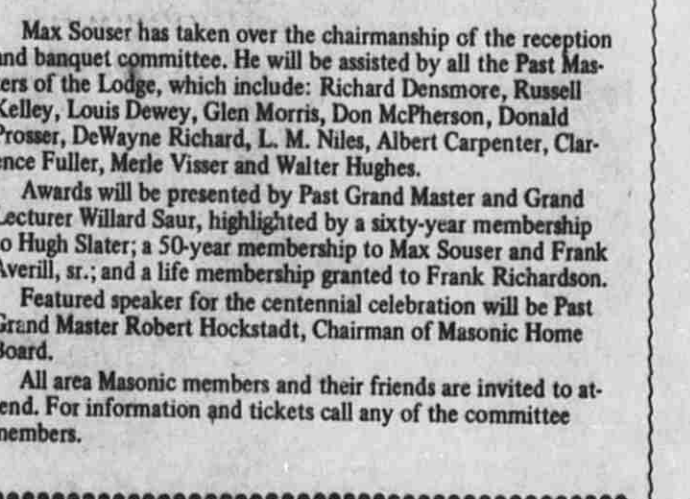 Max Souser has taken over the chairmanship of the reception
and banquet committee. He will be assisted by all the Past Mas-
ters of the Lodge, which include: Richard Densmore, Russell
Kelley, Louis Dewey, Glen Morris, Don McPherson, Donald
Prosser, DeWayne Richard, L. M. Niles, Albert Carpenter, Clar-
ence Fuller, Merle Visser and Walter Hughes.
Awards will be presented by Past Grand Master and Grand
Lecturer Willard Saur, highlighted by a sixty-year membership
to Hugh Slater; a 50-year membership to Max Souser and Frank
Averill, sr.; and a life membership granted to Frank Richardson.
Featured speaker for the centennial celebration will be Past
Grand Master Robert Hockstadt, Chairman of Masonic Home
Board.
All area Masonic members and their friends are invited to at-
tend. For information and tickets call any of the committee
members.